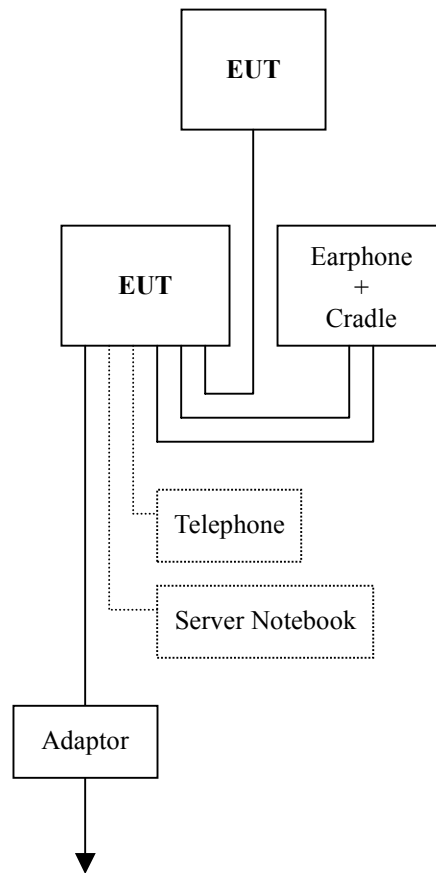 EUT
EUT
Earphone
+
Cradle
Telephone
Server Notebook
Adaptor